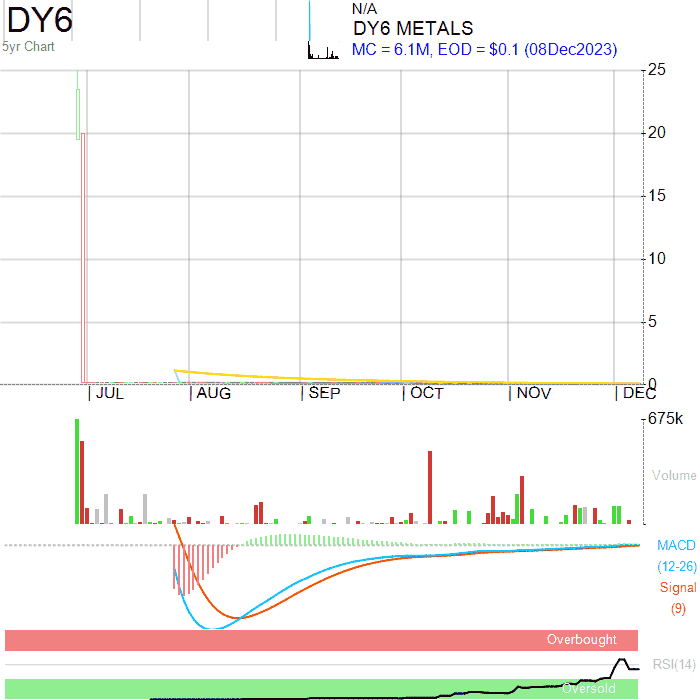 DY6
5yr Chart
N/A
DY6 METALS
MC = 6.1M, EOD = $0.1 (08Dec2023)
25
20
15
10
5
0
JUL AUG SEP OCT NOV DEC
675k
Volume
MACD
(12-26)
Signal
(9)
Overbought
RSI(14)
Oversold